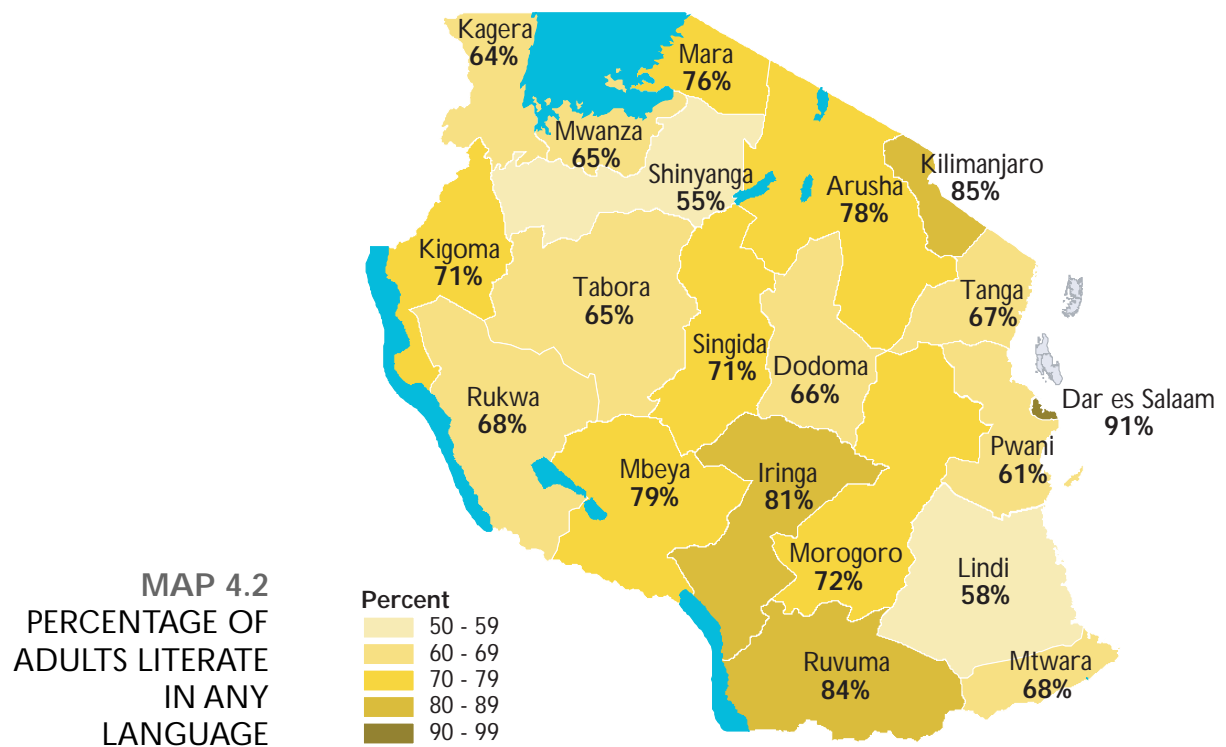 Kagera
64%
Mara
76%
Mwanza
65%
Shinyanga
55%
Arusha
78%
Kilimanjaro
85%
Kigoma
71%
Tabora
65%
Tanga
67%
Singida
71%
Dodoma
66%
Rukwa
68%
Dar es Salaam
91%
Pwani
61%
Mbeya
79%
Iringa
81%
Morogoro
72%
Lindi
58%
Ruvuma
84%
Mtwara
68%
MAP 4.2
PERCENTAGE OF
ADULTS LITERATE
IN ANY
LANGUAGE
Percent
50 - 59
60 - 69
70 - 79
80 - 89
90 - 99